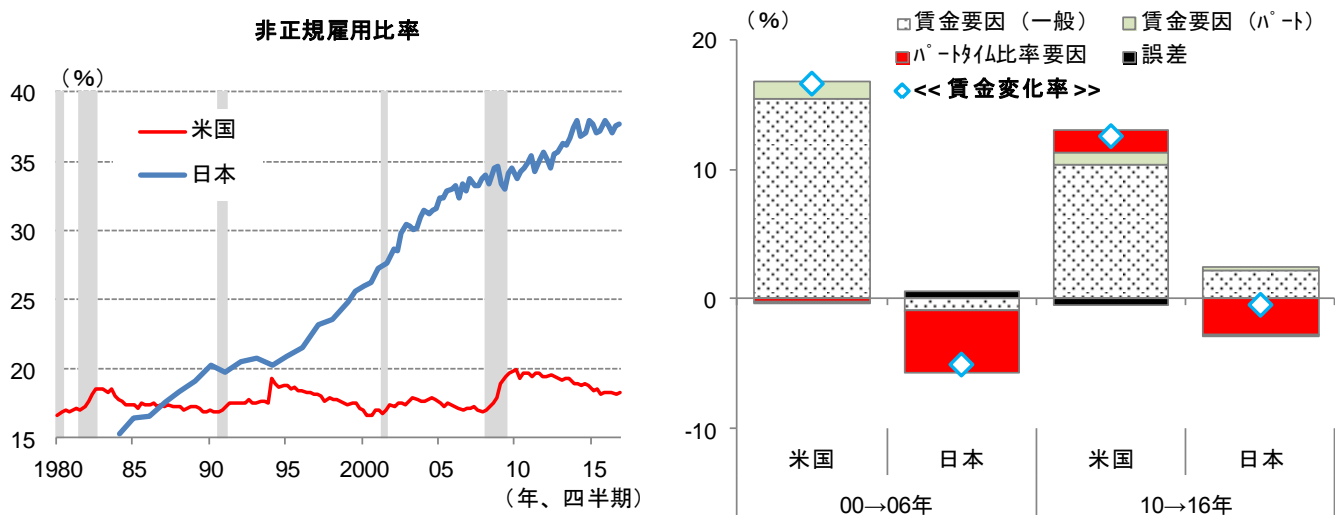 非正規雇用比率
（%）
40
35
30
25
20
15
米国
日本
1980 85 90 95 2000 05 10 15
（年、四半期）
（%）
賃金要因（一般） 賃金要因（ﾊﾟｰﾄ）
ﾊﾟｰﾄﾀｲﾑ比率要因 誤差
<< 賃金変化率 >>
20
10
0
-10
米国 日本 米国 日本
00→06年 10→16年